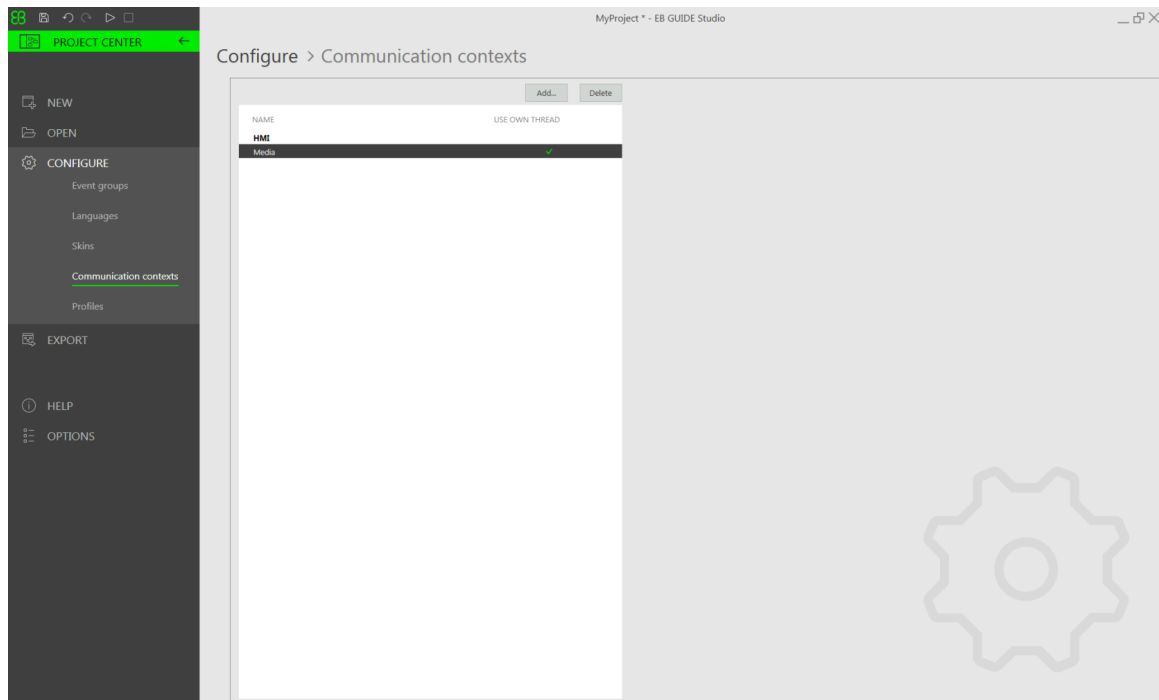 EB
MyProject * - EB GUIDE Studio
PROJECT CENTER
Configure > Communication contexts
NEW
OPEN
CONFIGURE
Event groups
Languages
Skins
Communication contexts
Profiles
EXPORT
HELP
OPTIONS
Add... Delete
NAME USE OWN THREAD
HMI
Media